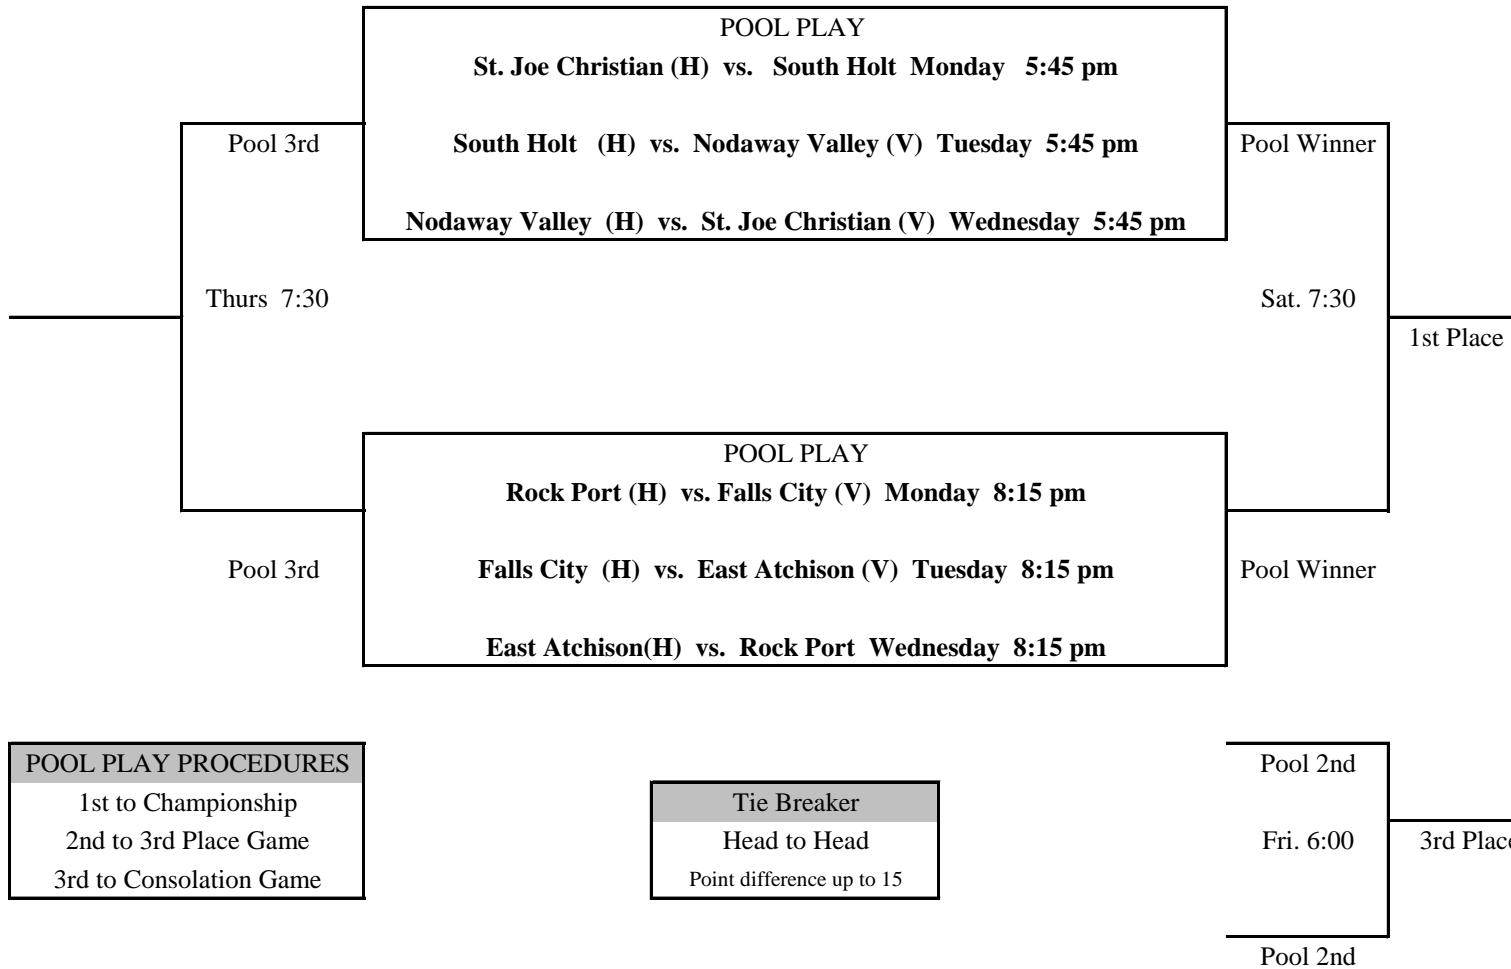 POOL PLAY
St. Joe Christian (H) vs. South Holt Monday 5:45 pm
Pool 3rd
South Holt (H) vs. Nodaway Valley (V) Tuesday 5:45 pm
Pool Winner
Nodaway Valley (H) vs. St. Joe Christian (V) Wednesday 5:45 pm
Thurs 7:30
Sat. 7:30
1st Place
POOL PLAY
Rock Port (H) vs. Falls City (V) Monday 8:15 pm
Pool 3rd
Falls City (H) vs. East Atchison (V) Tuesday 8:15 pm
Pool Winner
East Atchison(H) vs. Rock Port Wednesday 8:15 pm
POOL PLAY PROCEDURES
1st to Championship
2nd to 3rd Place Game
3rd to Consolation Game
Tie Breaker
Head to Head
Point difference up to 15
Pool 2nd
Fri. 6:00
3rd Place
Pool 2nd